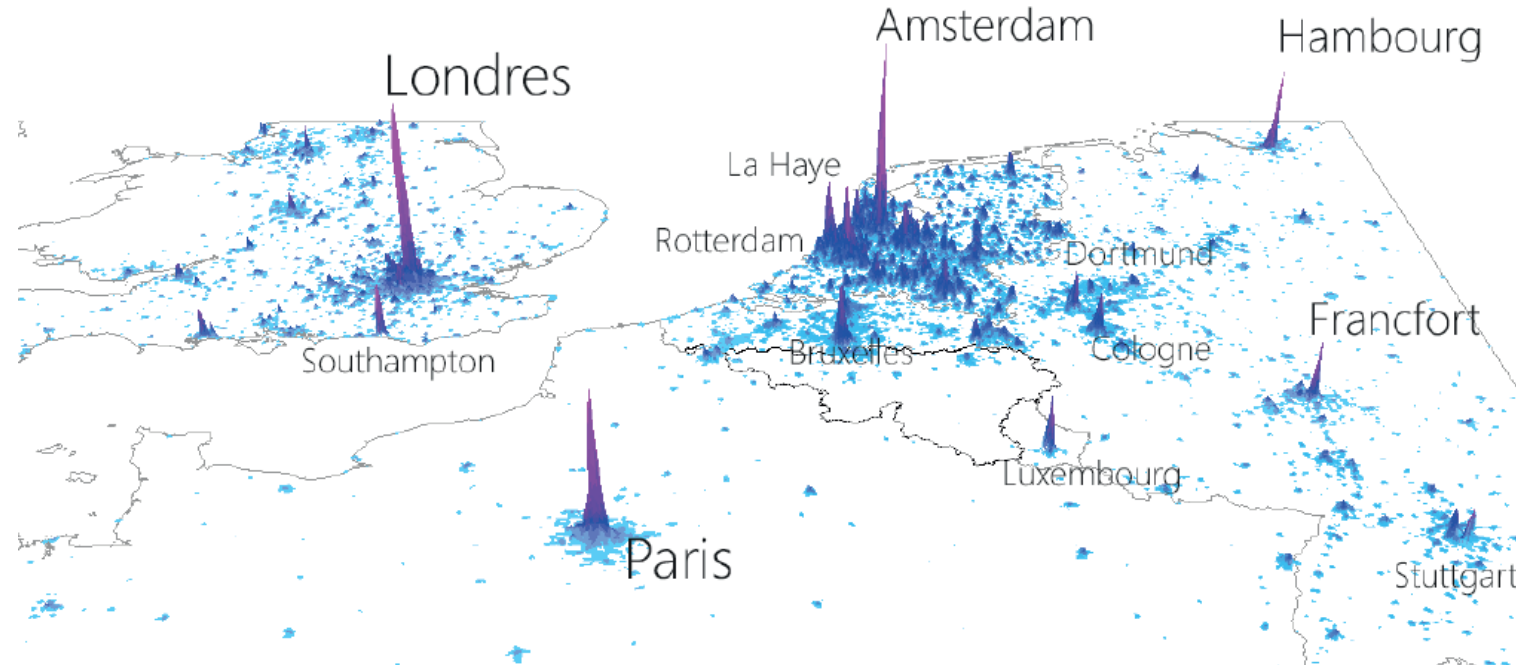 Amsterdam
Hambourg
Londres
La Haye
Rotterdam
Dortmund
Francfort
Southampton
Bruxelles
Cologne
Luxembourg
Paris
Stuttgart